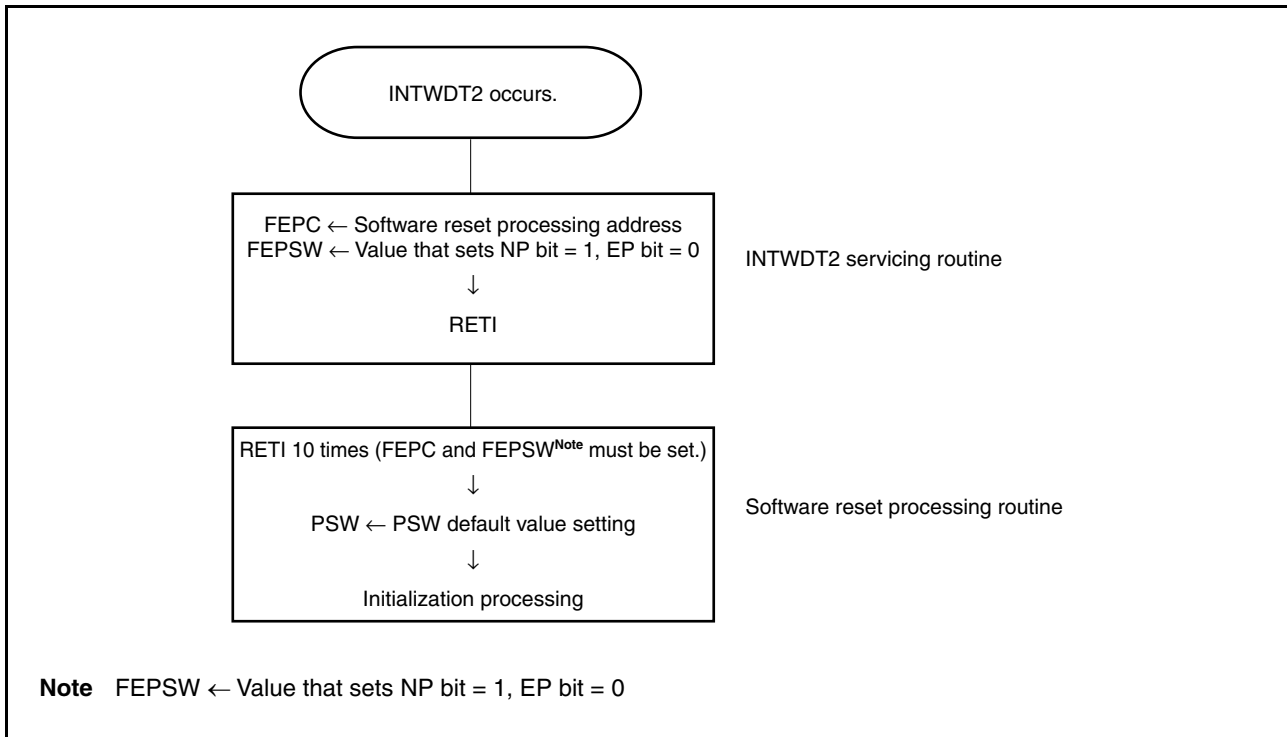 INTWDT2 occurs.
FEPC ← Software reset processing address
FEPSW ← Value that sets NP bit = 1, EP bit = 0
↓
RETI
INTWDT2 servicing routine
RETI 10 times (FEPC and FEPSWNote must be set.)
↓
PSW ← PSW default value setting
↓
Initialization processing
Software reset processing routine
Note FEPSW ← Value that sets NP bit = 1, EP bit = 0